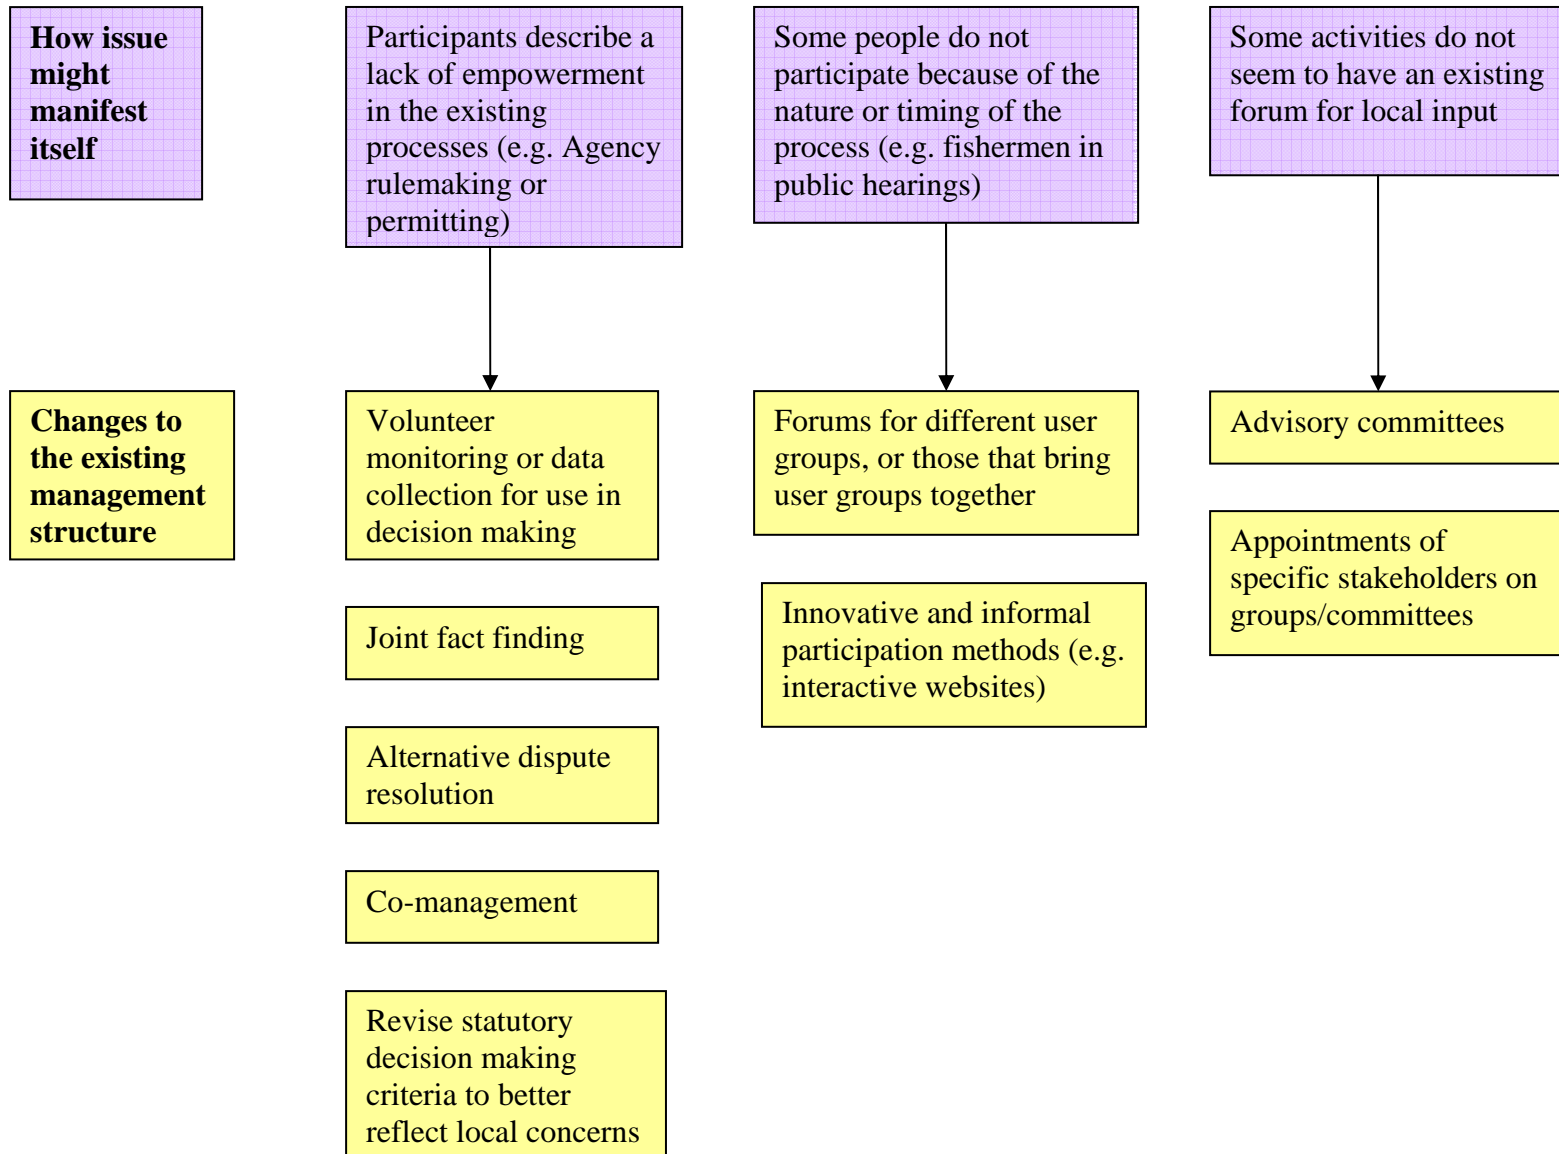 How issue
might
manifest
itself
Participants describe a
lack of empowerment
in the existing
processes (e.g. Agency
rulemaking or
permitting)
Some people do not
participate because of the
nature or timing of the
process (e.g. fishermen in
public hearings)
Some activities do not
seem to have an existing
forum for local input
Changes to
the existing
management
structure
Volunteer
monitoring or data
collection for use in
decision making
Joint fact finding
Alternative dispute
resolution
Co-management
Revise statutory
decision making
criteria to better
reflect local concerns
Forums for different user
groups, or those that bring
user groups together
Innovative and informal
participation methods (e.g.
interactive websites)
Advisory committees
Appointments of
specific stakeholders on
groups/committees